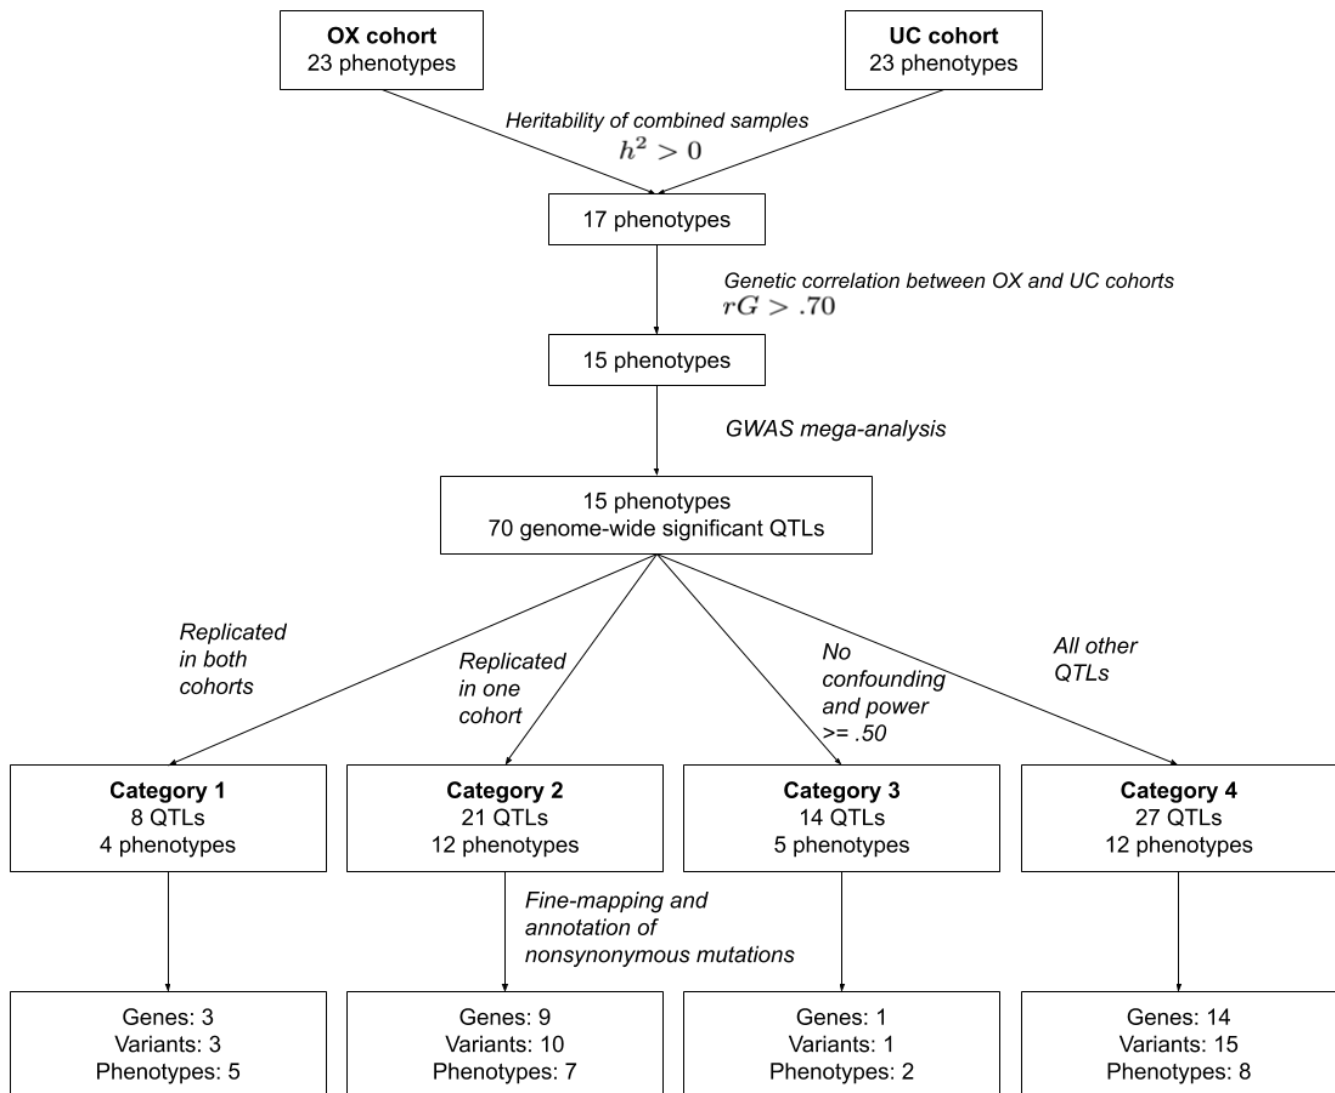 OX cohort
23 phenotypes
UC cohort
23 phenotypes
Heritability of combined samples
h² > 0
17 phenotypes
Genetic correlation between OX and UC cohorts
rG > .70
15 phenotypes
GWAS mega-analysis
15 phenotypes
70 genome-wide significant QTLs
Replicated
in both
cohorts
Replicated
in one
cohort
No
confounding
and power
>= .50
All other
QTLs
Category 1
8 QTLs
4 phenotypes
Category 2
21 QTLs
12 phenotypes
Category 3
14 QTLs
5 phenotypes
Category 4
27 QTLs
12 phenotypes
Fine-mapping and
annotation of
nonsynonymous mutations
Genes: 3
Variants: 3
Phenotypes: 5
Genes: 9
Variants: 10
Phenotypes: 7
Genes: 1
Variants: 1
Phenotypes: 2
Genes: 14
Variants: 15
Phenotypes: 8